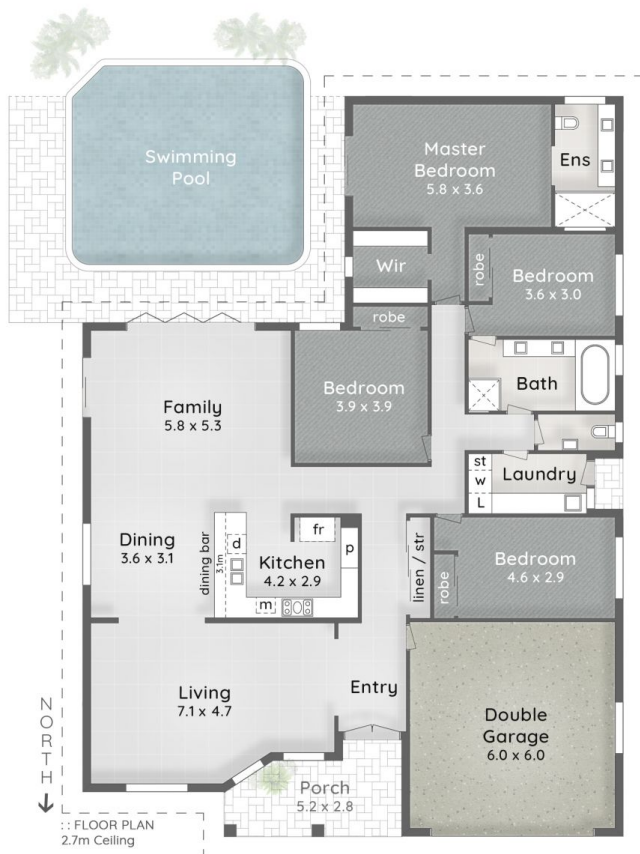 Swimming
Pool
Master
Bedroom
5.8 x 3.6
Ens
Wir
robe
Bedroom
3.6 x 3.0
robe
Bedroom
3.9 x 3.9
Bath
Family
5.8 x 5.3
st
w
L
Laundry
Dining
3.6 x 3.1
dining bar
3.1m
d
fr
p
Kitchen
4.2 x 2.9
m
linen / str
robe
Bedroom
4.6 x 2.9
Living
7.1 x 4.7
Entry
Double
Garage
6.0 x 6.0
Porch
5.2 x 2.8
NORTH
:: FLOOR PLAN
2.7m Ceiling